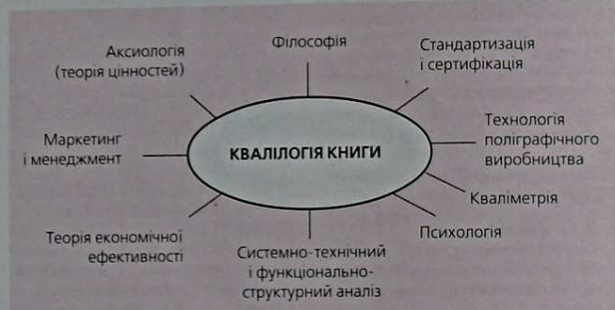 Філософія
Аксиологія
(теорія цінностей)
Стандартизація
і сертифікація
Маркетинг
і менеджмент
КВАЛІЛОГІЯ КНИГИ
Технологія
поліграфічного
виробництва
Кваліметрія
Психологія
Теорія економічної
ефективності
Системно-технічний
і функціонально-
структурний аналіз